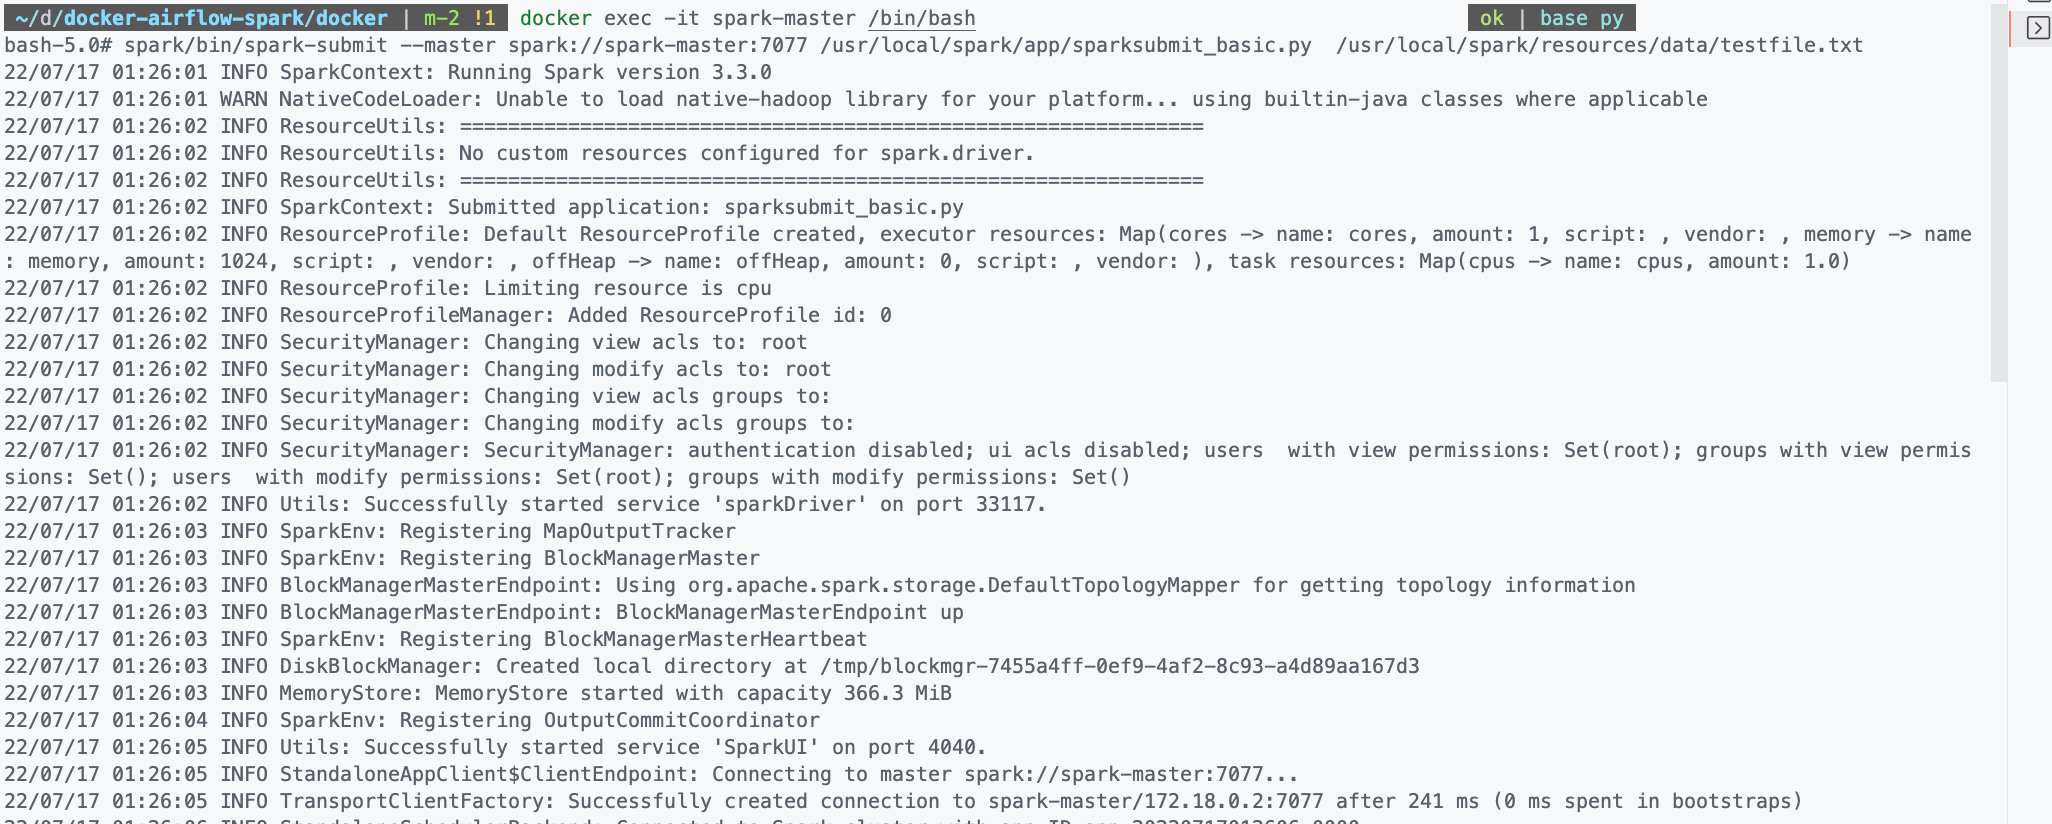 ~/d/docker-airflow-spark/docker | m-2 !1 docker exec -it spark-master /bin/bash ok | base py
bash-5.0# spark/bin/spark-submit --master spark://spark-master:7077 /usr/local/spark/app/sparksubmit_basic.py  /usr/local/spark/resources/data/testfile.txt
22/07/17 01:26:01 INFO SparkContext: Running Spark version 3.3.0
22/07/17 01:26:01 WARN NativeCodeLoader: Unable to load native-hadoop library for your platform... using builtin-java classes where applicable
22/07/17 01:26:02 INFO ResourceUtils: ==============================================================
22/07/17 01:26:02 INFO ResourceUtils: No custom resources configured for spark.driver.
22/07/17 01:26:02 INFO ResourceUtils: ==============================================================
22/07/17 01:26:02 INFO SparkContext: Submitted application: sparksubmit_basic.py
22/07/17 01:26:02 INFO ResourceProfile: Default ResourceProfile created, executor resources: Map(cores -> name: cores, amount: 1, script: , vendor: , memory -> name
: memory, amount: 1024, script: , vendor: , offHeap -> name: offHeap, amount: 0, script: , vendor: ), task resources: Map(cpus -> name: cpus, amount: 1.0)
22/07/17 01:26:02 INFO ResourceProfile: Limiting resource is cpu
22/07/17 01:26:02 INFO ResourceProfileManager: Added ResourceProfile id: 0
22/07/17 01:26:02 INFO SecurityManager: Changing view acls to: root
22/07/17 01:26:02 INFO SecurityManager: Changing modify acls to: root
22/07/17 01:26:02 INFO SecurityManager: Changing view acls groups to:
22/07/17 01:26:02 INFO SecurityManager: Changing modify acls groups to:
22/07/17 01:26:02 INFO SecurityManager: SecurityManager: authentication disabled; ui acls disabled; users  with view permissions: Set(root); groups with view permis
sions: Set(); users  with modify permissions: Set(root); groups with modify permissions: Set()
22/07/17 01:26:02 INFO Utils: Successfully started service 'sparkDriver' on port 33117.
22/07/17 01:26:03 INFO SparkEnv: Registering MapOutputTracker
22/07/17 01:26:03 INFO SparkEnv: Registering BlockManagerMaster
22/07/17 01:26:03 INFO BlockManagerMasterEndpoint: Using org.apache.spark.storage.DefaultTopologyMapper for getting topology information
22/07/17 01:26:03 INFO BlockManagerMasterEndpoint: BlockManagerMasterEndpoint up
22/07/17 01:26:03 INFO SparkEnv: Registering BlockManagerMasterHeartbeat
22/07/17 01:26:03 INFO DiskBlockManager: Created local directory at /tmp/blockmgr-7455a4ff-0ef9-4af2-8c93-a4d89aa167d3
22/07/17 01:26:03 INFO MemoryStore: MemoryStore started with capacity 366.3 MiB
22/07/17 01:26:04 INFO SparkEnv: Registering OutputCommitCoordinator
22/07/17 01:26:05 INFO Utils: Successfully started service 'SparkUI' on port 4040.
22/07/17 01:26:05 INFO StandaloneAppClient$ClientEndpoint: Connecting to master spark://spark-master:7077...
22/07/17 01:26:05 INFO TransportClientFactory: Successfully created connection to spark-master/172.18.0.2:7077 after 241 ms (0 ms spent in bootstraps)